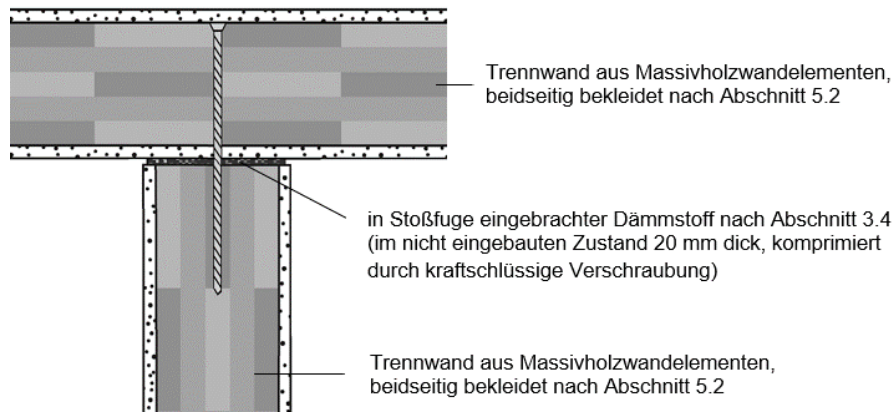 Trennwand aus Massivholzwandelementen,
beidseitig bekleidet nach Abschnitt 5.2
in Stoßfuge eingebrachter Dämmstoff nach Abschnitt 3.4
(im nicht eingebauten Zustand 20 mm dick, komprimiert
durch kraftschlüssige Verschraubung)
Trennwand aus Massivholzwandelementen,
beidseitig bekleidet nach Abschnitt 5.2